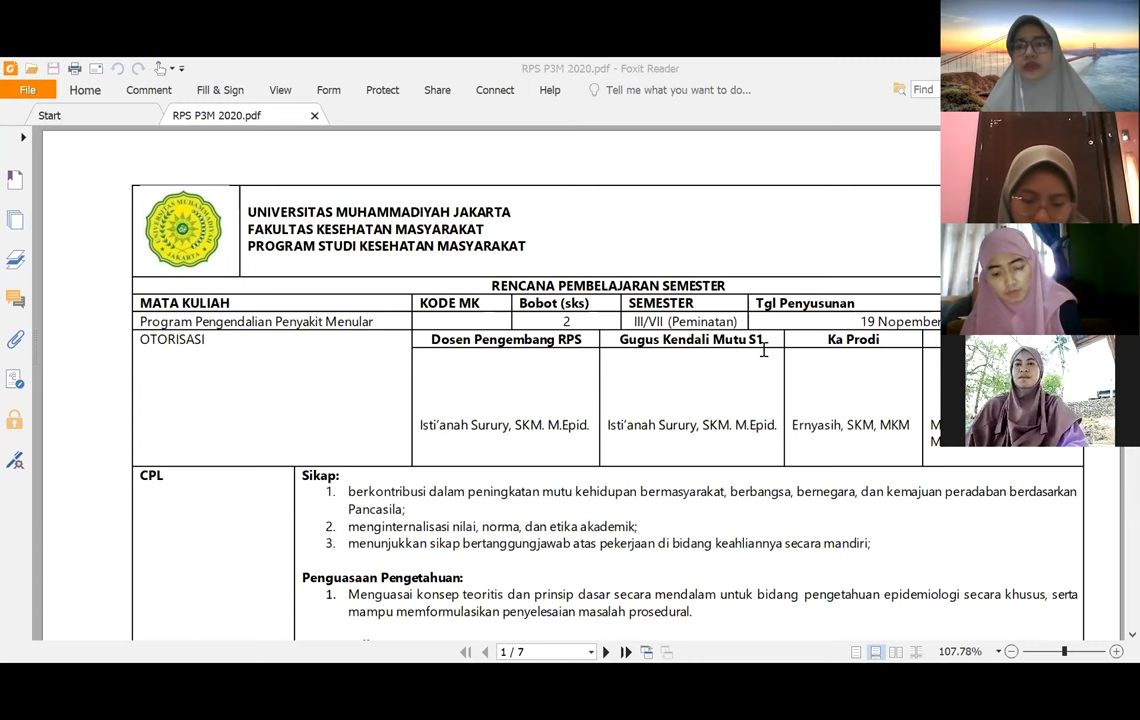 RPS P3M 2020.pdf - Foxit Reader
File Home Comment Fill & Sign View Form Protect Share Connect Help Tell me what you want to do... Find
Start RPS P3M 2020.pdf
UNIVERSITAS MUHAMMADIYAH JAKARTA
FAKULTAS KESEHATAN MASYARAKAT
PROGRAM STUDI KESEHATAN MASYARAKAT
RENCANA PEMBELAJARAN SEMESTER
MATA KULIAH KODE MK Bobot (sks) SEMESTER Tgl Penyusunan
Program Pengendalian Penyakit Menular 2 III/VII (Peminatan) 19 Nopember
OTORISASI Dosen Pengembang RPS Gugus Kendali Mutu S1 Ka Prodi
Isti'anah Surury, SKM. M.Epid. Isti'anah Surury, SKM. M.Epid. Ernyasih, SKM, MKM M
M
CPL Sikap:
1. berkontribusi dalam peningkatan mutu kehidupan bermasyarakat, berbangsa, bernegara, dan kemajuan peradaban berdasarkan
Pancasila;
2. menginternalisasi nilai, norma, dan etika akademik;
3. menunjukkan sikap bertanggungjawab atas pekerjaan di bidang keahliannya secara mandiri;
Penguasaan Pengetahuan:
1. Menguasai konsep teoritis dan prinsip dasar secara mendalam untuk bidang pengetahuan epidemiologi secara khusus, serta
mampu memformulasikan penyelesaian masalah prosedural.
1 / 7 107.78%